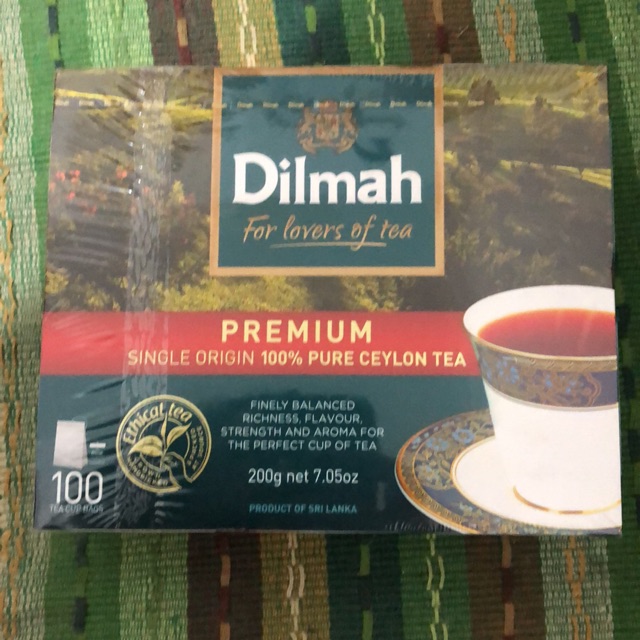 Dilmah
For lovers of tea
PREMIUM
SINGLE ORIGIN 100% PURE CEYLON TEA
Ethical tea
FINELY BALANCED
RICHNESS, FLAVOUR,
STRENGTH AND AROMA FOR
THE PERFECT CUP OF TEA
200g net 7.05oz
100
TEA CUP BAGS
PRODUCT OF SRI LANKA